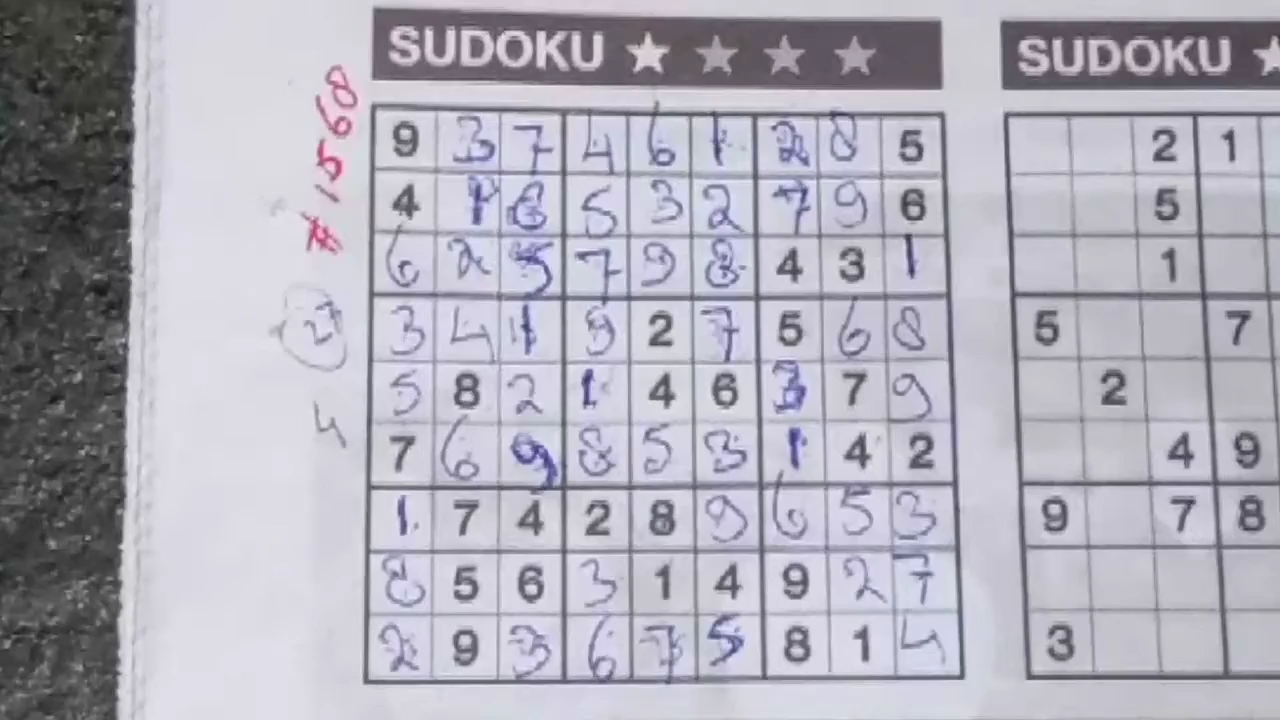 SUDOKU
SUDOKU
#1568
9 3 7 4 6 1 2 8 5
4 1 8 5 3 2 7 9 6
6 2 5 7 9 8 4 3 1
27
3 4 1 9 2 7 5 6 8
5 8 2 1 4 6 3 7 9
4
7 6 9 8 5 3 1 4 2
1 7 4 2 8 9 6 5 3
8 5 6 3 1 4 9 2 7
2 9 3 6 7 5 8 1 4
2 1
5
1
5 7
2
4 9
9 7 8
3